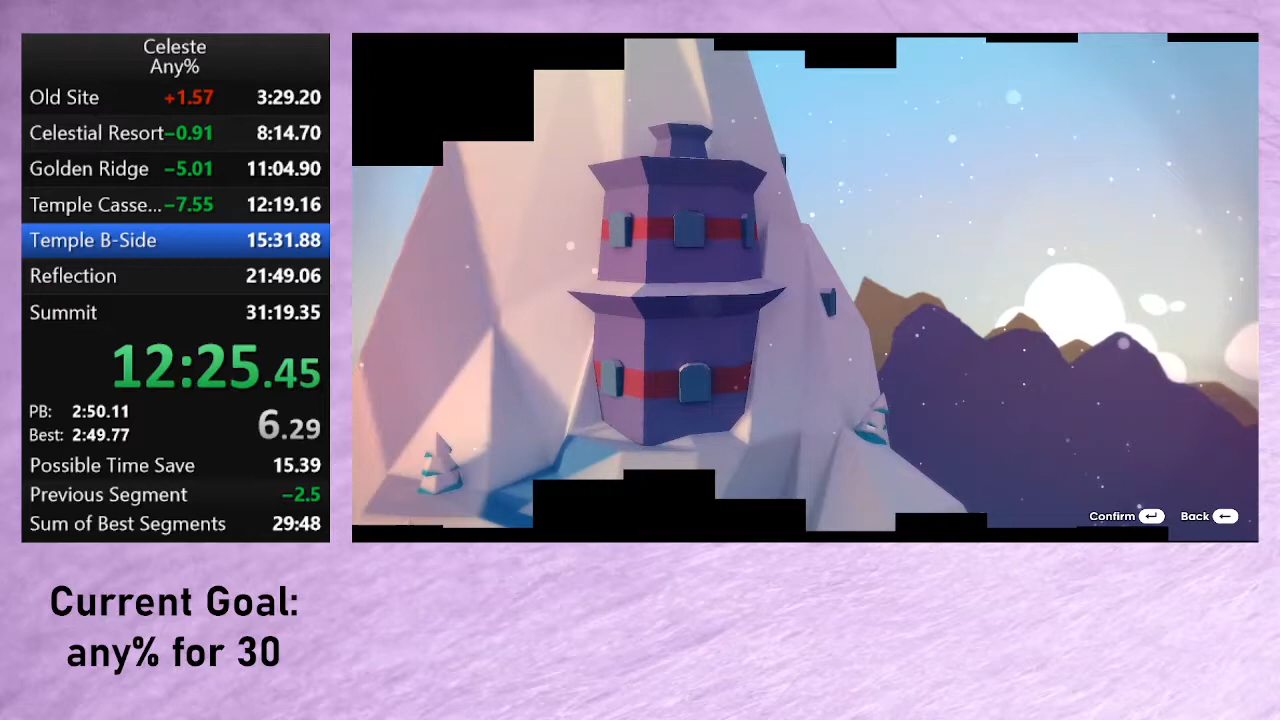 Celeste
Any%
Old Site +1.57 3:29.20
Celestial Resort −0.91 8:14.70
Golden Ridge −5.01 11:04.90
Temple Casse... −7.55 12:19.16
Temple B-Side 15:31.88
Reflection 21:49.06
Summit 31:19.35
12:25.45
PB: 2:50.11
Best: 2:49.77
6.29
Possible Time Save 15.39
Previous Segment −2.5
Sum of Best Segments 29:48
Confirm Back
Current Goal:
any% for 30